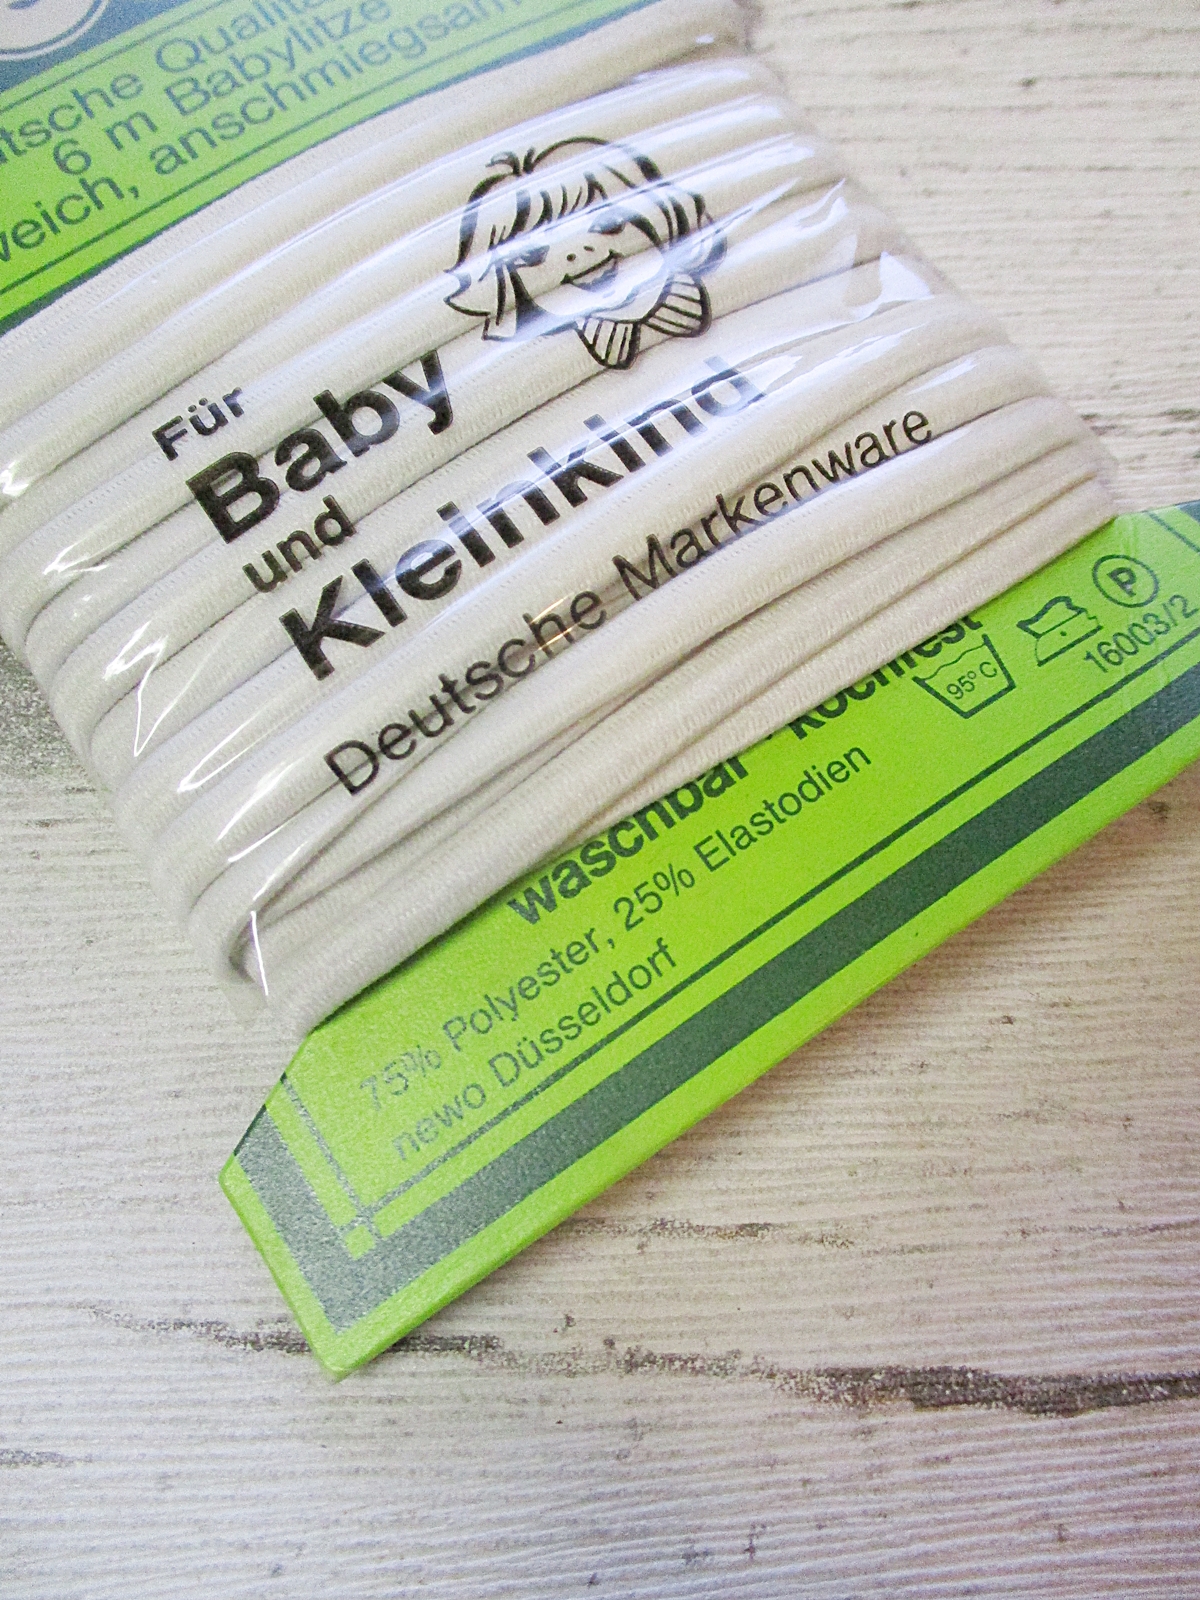 Qualität
6 m Babylitze
weich, anschmiegsam
Für
Baby
und
Kleinkind
Deutsche Markenware
waschbar kochfest
95°C
P
16003/2
75% Polyester, 25% Elastodien
newo Düsseldorf